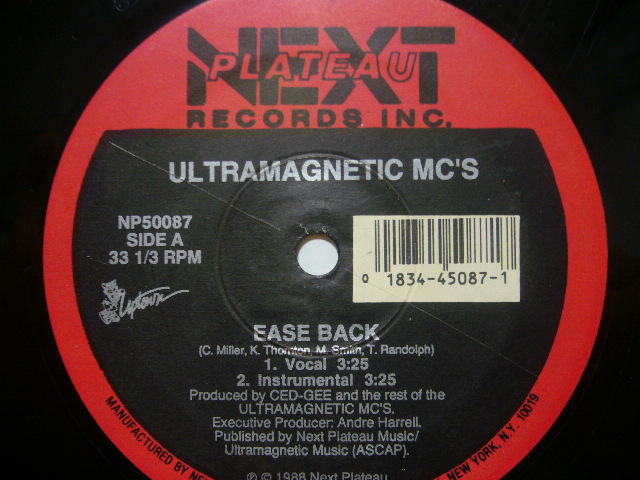 NEXT
PLATEAU
RECORDS INC.
ULTRAMAGNETIC MC'S
NP50087
SIDE A
33 1/3 RPM
0 1834-45087-1
Uptown
EASE BACK
(C. Miller, K. Thornton, M. Smith, T. Randolph)
1. Vocal 3:25
2. Instrumental 3:25
Produced by CED-GEE and the rest of the
ULTRAMAGNETIC MC'S.
Executive Producer: Andre Harrell.
Published by Next Plateau Music/
Ultramagnetic Music (ASCAP).
℗ © 1988 Next Plateau
MANUFACTURED BY
YORK, N.Y. 10019